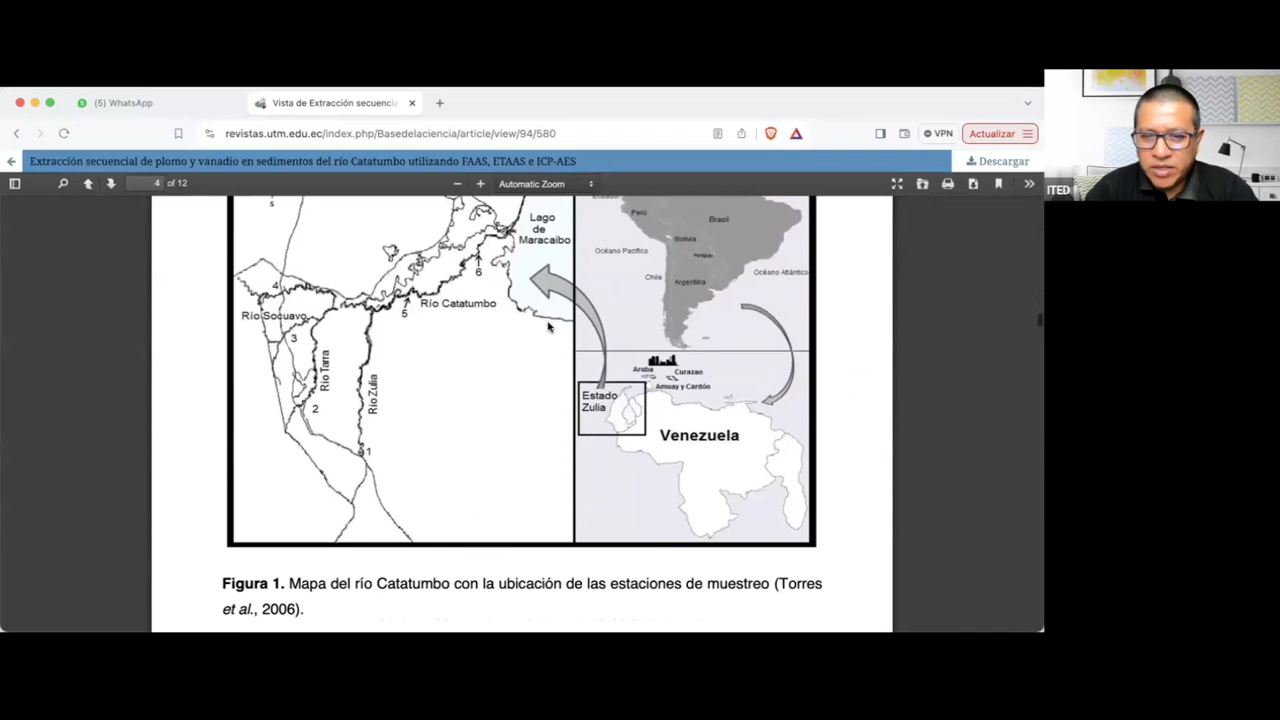 (5) WhatsApp
Vista de Extracción secuencia
revistas.utm.edu.ec/index.php/Basedelaciencia/article/view/94/580
VPN
Actualizar
Extracción secuencial de plomo y vanadio en sedimentos del río Catatumbo utilizando FAAS, ETAAS e ICP-AES
Descargar
4 of 12
Automatic Zoom
ITED
s
Lago
de
Maracaibo
6
4
Río Catatumbo
5
Río Socuavo
3
Río Tarra
Río Zulia
2
1
Perú
Brasil
Bolivia
Océano Pacífico
Chile
Argentina
Océano Atlántico
Aruba
Curazao
Amuay y Cardón
Estado
Zulia
Venezuela
Figura 1. Mapa del río Catatumbo con la ubicación de las estaciones de muestreo (Torres
et al., 2006).